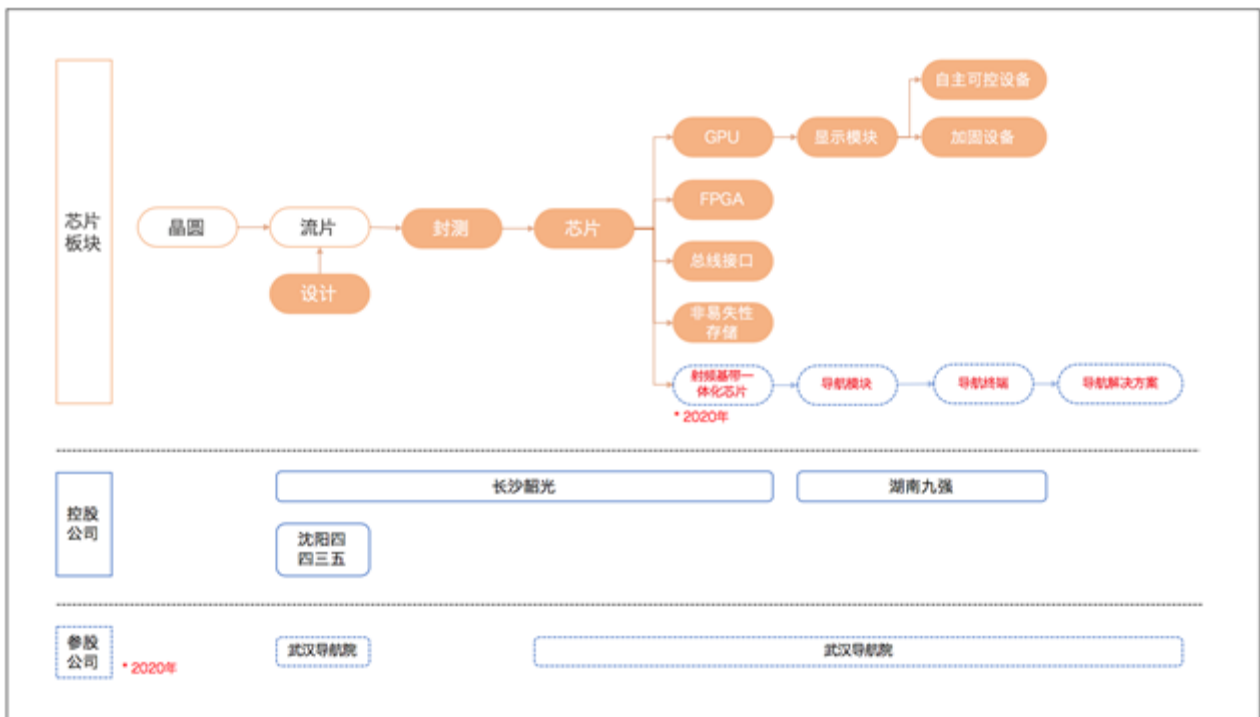 芯片
板块
晶圆
流片
设计
封测
芯片
GPU
显示模块
自主可控设备
加固设备
FPGA
总线接口
非易失性
存储
射频基带一
体化芯片
* 2020年
导航模块
导航终端
导航解决方案
控股
公司
长沙韶光
湖南九强
沈阳四
四三五
参股
公司
* 2020年
武汉导航院
武汉导航院